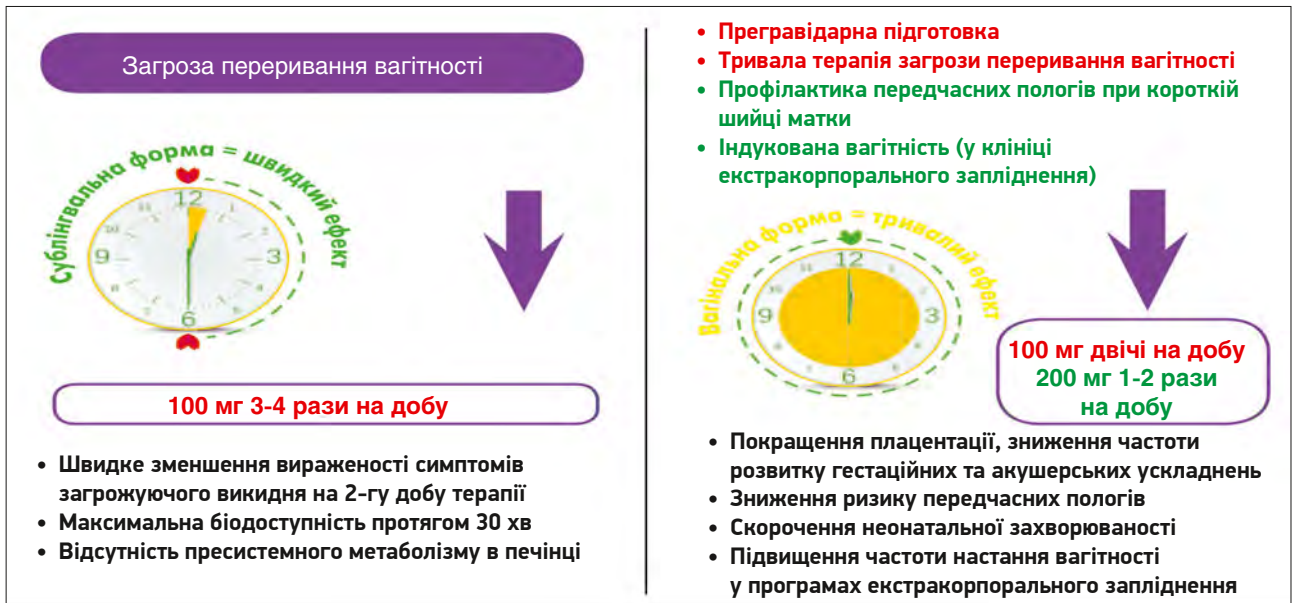 Загроза переривання вагітності
Сублінгвальна форма = швидкий ефект
12
1
2
3
6
9
10
11
100 мг 3-4 рази на добу
• Швидке зменшення вираженості симптомів
загрожуючого викидня на 2-гу добу терапії
• Максимальна біодоступність протягом 30 хв
• Відсутність пресистемного метаболізму в печінці
• Прегравідарна підготовка
• Тривала терапія загрози переривання вагітності
• Профілактика передчасних пологів при короткій
шийці матки
• Індукована вагітність (у клініці
екстракорпорального запліднення)
Вагінальна форма = тривалий ефект
12
3
6
9
100 мг двічі на добу
200 мг 1-2 рази
на добу
• Покращення плацентації, зниження частоти
розвитку гестаційних та акушерських ускладнень
• Зниження ризику передчасних пологів
• Скорочення неонатальної захворюваності
• Підвищення частоти настання вагітності
у програмах екстракорпорального запліднення